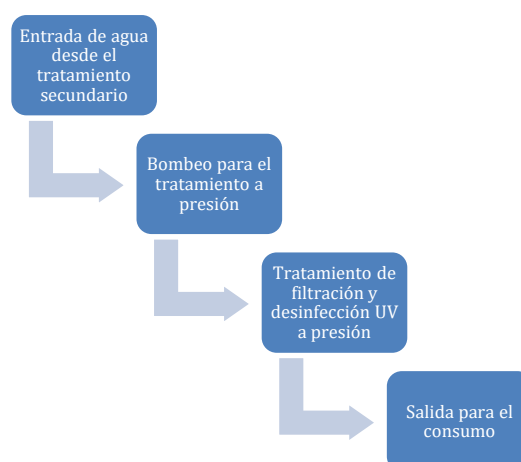 Entrada de agua
desde el
tratamiento
secundario
Bombeo para el
tratamiento a
presión
Tratamiento de
filtración y
desinfección UV
a presión
Salida para el
consumo